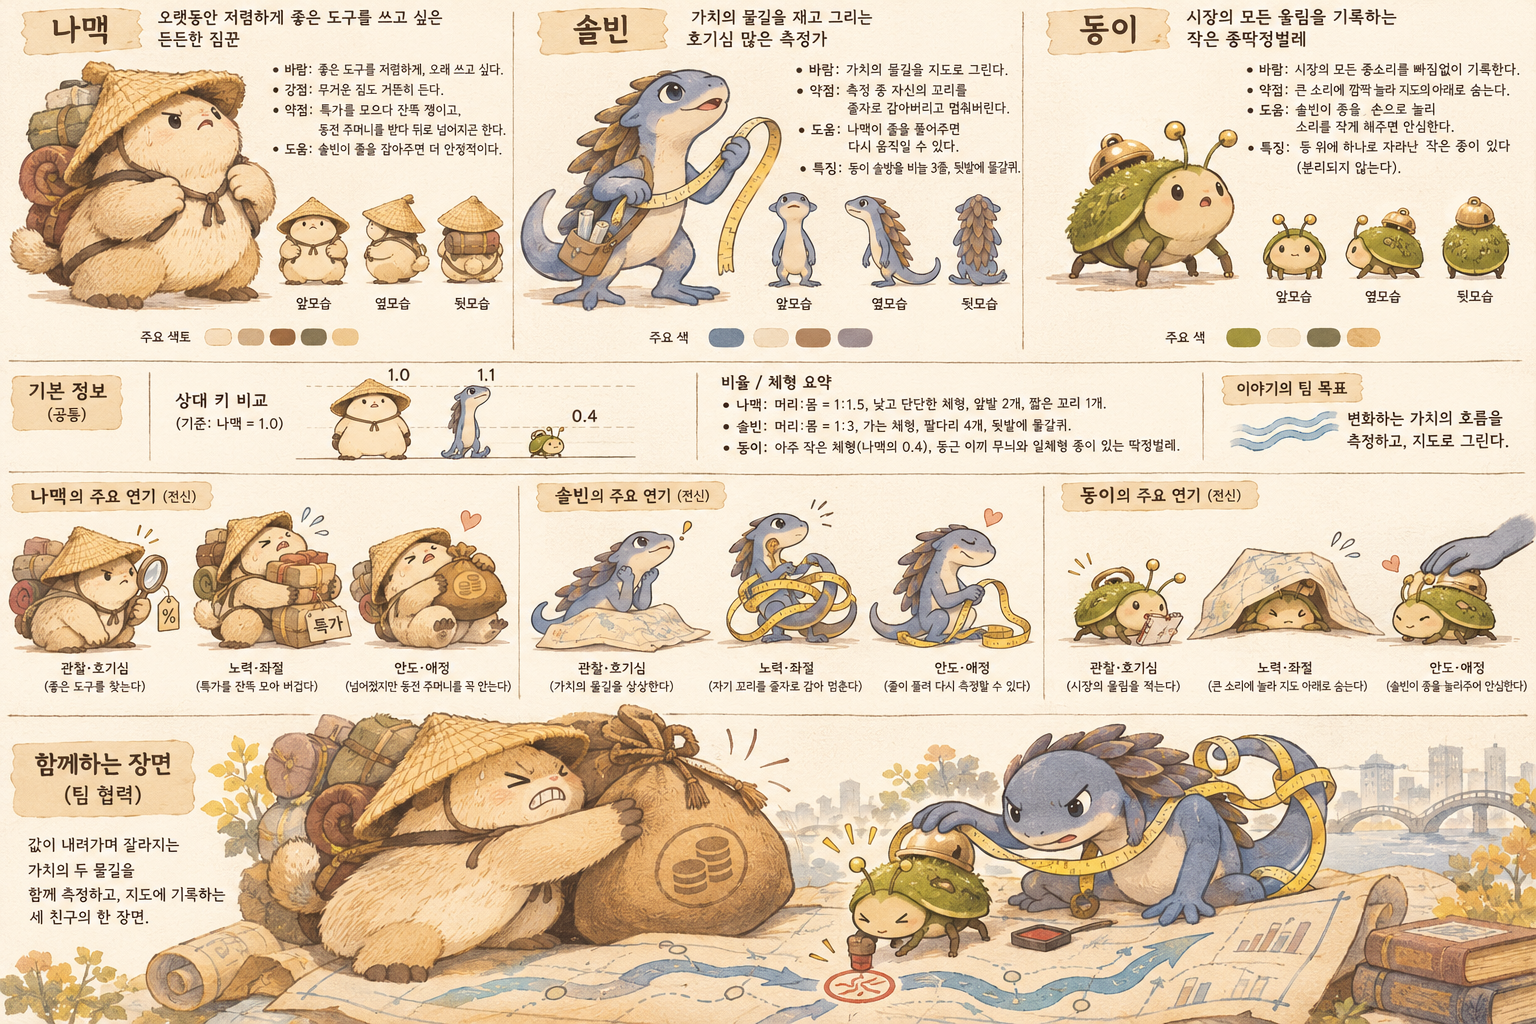 나맥
오랫동안 저렴하게 좋은 도구를 쓰고 싶은
든든한 짐꾼
• 바람: 좋은 도구를 저렴하게, 오래 쓰고 싶다.
• 강점: 무거운 짐도 거뜬히 든다.
• 약점: 특가를 모으다 잔뜩 쟁이고,
동전 주머니를 받다 뒤로 넘어지곤 한다.
• 도움: 솔빈이 줄을 잡아주면 더 안정적이다.
앞모습
옆모습
뒷모습
주요 색토
솔빈
가치의 물길을 재고 그리는
호기심 많은 측정가
• 바람: 가치의 물길을 지도로 그린다.
• 약점: 측정 중 자신의 꼬리를
줄자로 감아버리고 멈춰버린다.
• 도움: 나맥이 줄을 풀어주면
다시 움직일 수 있다.
• 특징: 등이 솔방울 비늘 3줄, 뒷발에 물갈퀴.
앞모습
옆모습
뒷모습
주요 색
동이
시장의 모든 울림을 기록하는
작은 종딱정벌레
• 바람: 시장의 모든 종소리를 빠짐없이 기록한다.
• 약점: 큰 소리에 깜짝 놀라 지도의아래로 숨는다.
• 도움: 솔빈이 종을 손으로 눌리
소리를 작게 해주면 안심한다.
• 특징: 등 위에 하나로 자라난 작은 종이 있다
(분리되지 않는다).
앞모습
옆모습
뒷모습
주요 색
기본 정보
(공통)
상대 키 비교
(기준: 나맥 = 1.0)
1.0
1.1
0.4
비율 / 체형 요약
• 나맥: 머리:몸 = 1:1.5, 낮고 단단한 체형, 앞발 2개, 짧은 꼬리 1개.
• 솔빈: 머리:몸 = 1:3, 가는 체형, 팔다리 4개, 뒷발에 물갈퀴.
• 동이: 아주 작은 체형(나맥의 0.4), 둥근 이끼 무늬와 일체형 종이 있는 딱정벌레.
이야기의 팀 목표
변화하는 가치의 흐름을
측정하고, 지도로 그린다.
나맥의 주요 연기 (전신)
%
특가
관찰·호기심
(좋은 도구를 찾는다)
노력·좌절
(특가를 잔뜩 모아 버겁다)
안도·애정
(넘어졌지만 동전 주머니를 꼭 안는다)
솔빈의 주요 연기 (전신)
관찰·호기심
(가치의 물길을 상상한다)
노력·좌절
(자기 꼬리를 줄자로 감아 멈춘다)
안도·애정
(줄이 풀려 다시 측정할 수 있다)
동이의 주요 연기 (전신)
관찰·호기심
(시장의 울림을 적는다)
노력·좌절
(큰 소리에 놀라 지도 아래로 숨는다)
안도·애정
(솔빈이 종을 눌리주어 안심한다)
함께하는 장면
(팀 협력)
값이 내려가며 잘라지는
가치의 두 물길을
함께 측정하고, 지도에 기록하는
세 친구의 한 장면.